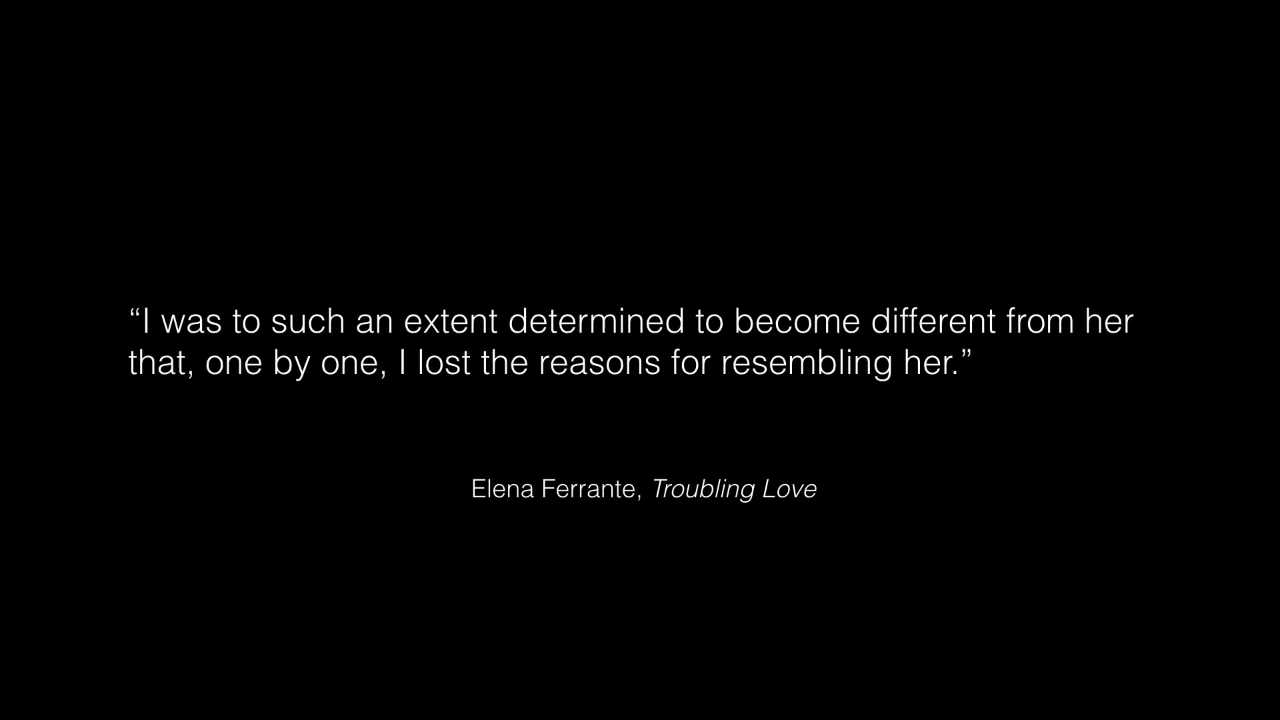 “I was to such an extent determined to become different from her
that, one by one, I lost the reasons for resembling her.”
Elena Ferrante, Troubling Love